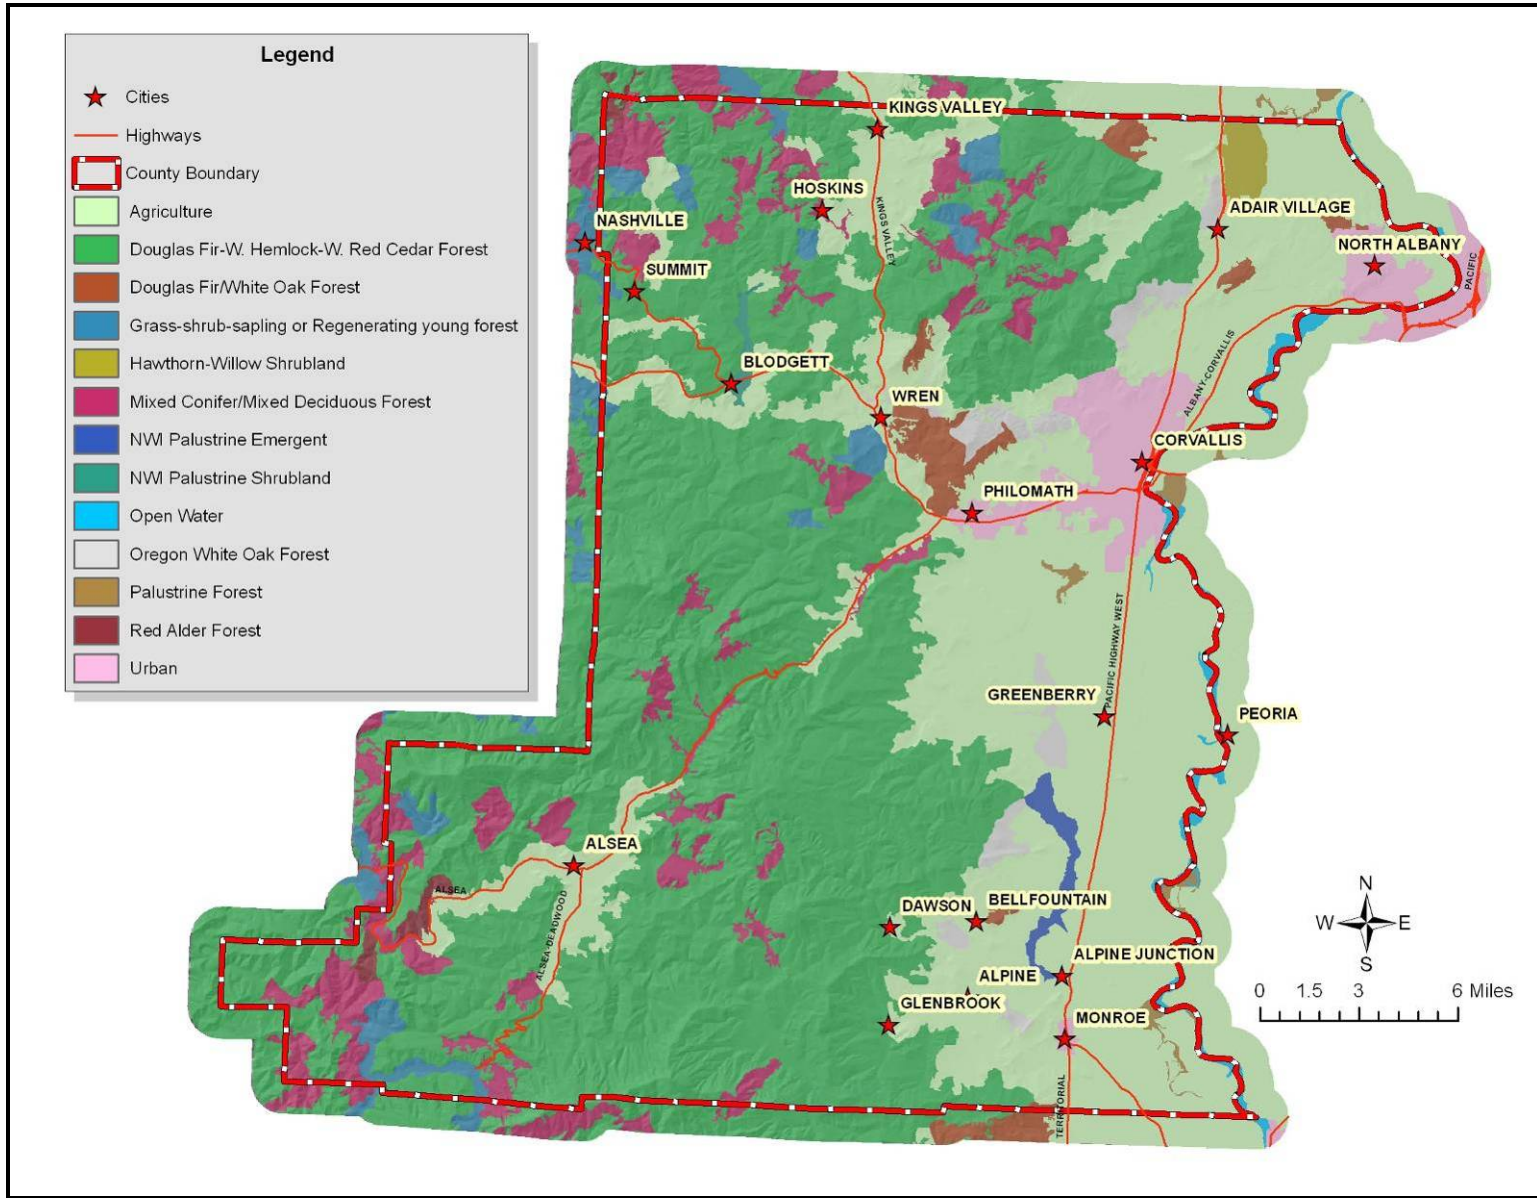 Legend
Cities
Highways
County Boundary
Agriculture
Douglas Fir-W. Hemlock-W. Red Cedar Forest
Douglas Fir/White Oak Forest
Grass-shrub-sapling or Regenerating young forest
Hawthorn-Willow Shrubland
Mixed Conifer/Mixed Deciduous Forest
NWI Palustrine Emergent
NWI Palustrine Shrubland
Open Water
Oregon White Oak Forest
Palustrine Forest
Red Alder Forest
Urban
KINGS VALLEY
HOSKINS
KINGS VALLEY
NASHVILLE
ADAIR VILLAGE
NORTH ALBANY
PACIFIC
SUMMIT
ALBANY-CORVALLIS
BLODGETT
WREN
CORVALLIS
PHILOMATH
PACIFIC HIGHWAY WEST
GREENBERRY
PEORIA
ALSEA
ALSEA
ALSEA-DEADWOOD
DAWSON
BELLFOUNTAIN
ALPINE JUNCTION
ALPINE
GLENBROOK
MONROE
TERRITORIAL
N
W E
S
0 1.5 3 6 Miles